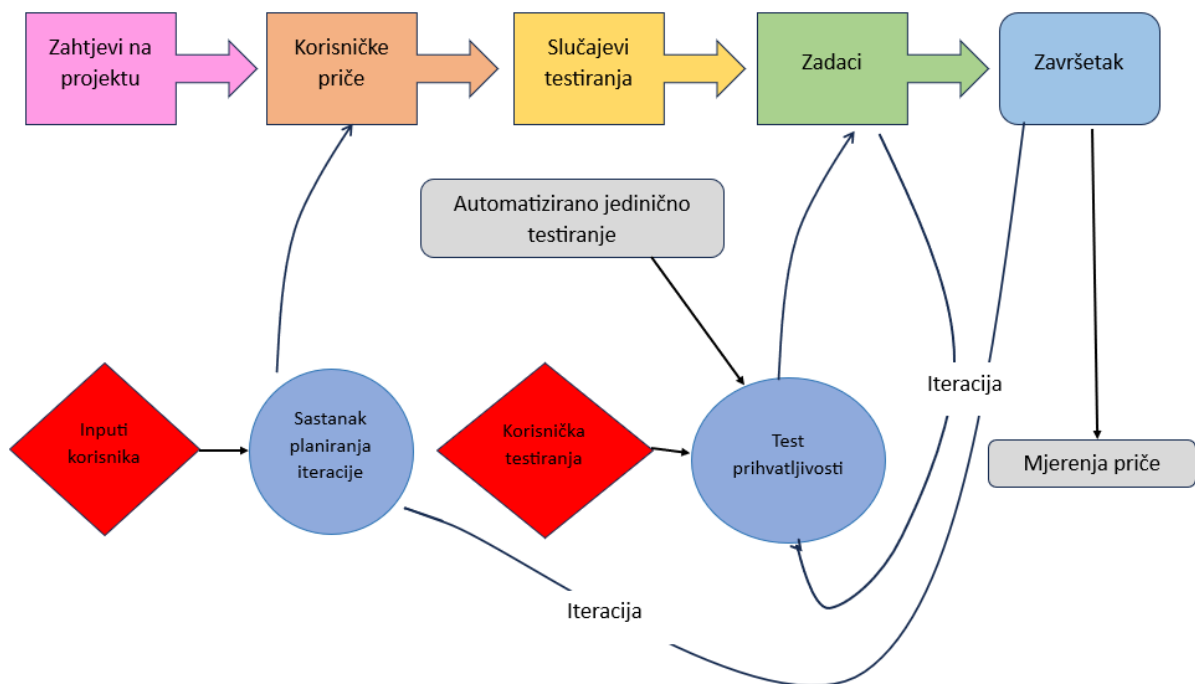 Zahtjevi na
projektu
Korisničke
priče
Slučajevi
testiranja
Zadaci
Završetak
Automatizirano jedinično
testiranje
Inputi
korisnika
Sastanak
planiranja
iteracije
Korisnička
testiranja
Test
prihvatljivosti
Iteracija
Mjerenja priče
Iteracija